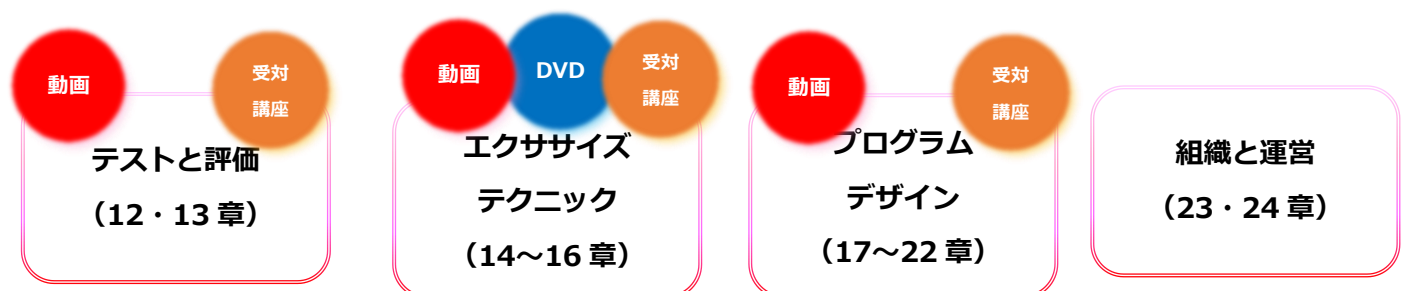 動画
受対
講座
テストと評価
（12・13 章）
動画
DVD
受対
講座
エクササイズ
テクニック
（14～16 章）
動画
受対
講座
プログラム
デザイン
（17～22 章）
組織と運営
（23・24 章）